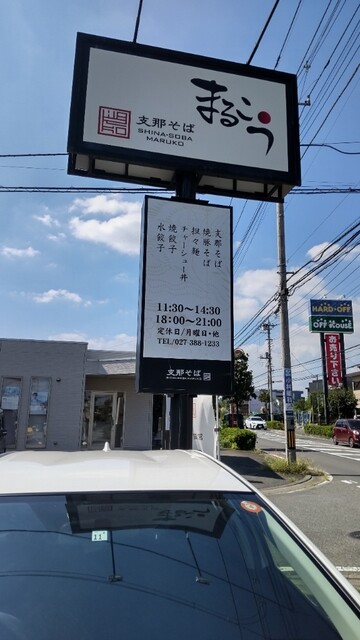 まるこう
支那そば
SHINA-SOBA
MARUKO
支那そば
焼豚そば
担々麺
チャーシュー丼
焼餃子
水餃子
11:30〜14:30
18:00〜21:00
定休日/月曜日・他
TEL/027-388-1233
支那そば
HARD-OFF
Off House
お売り下さい
11